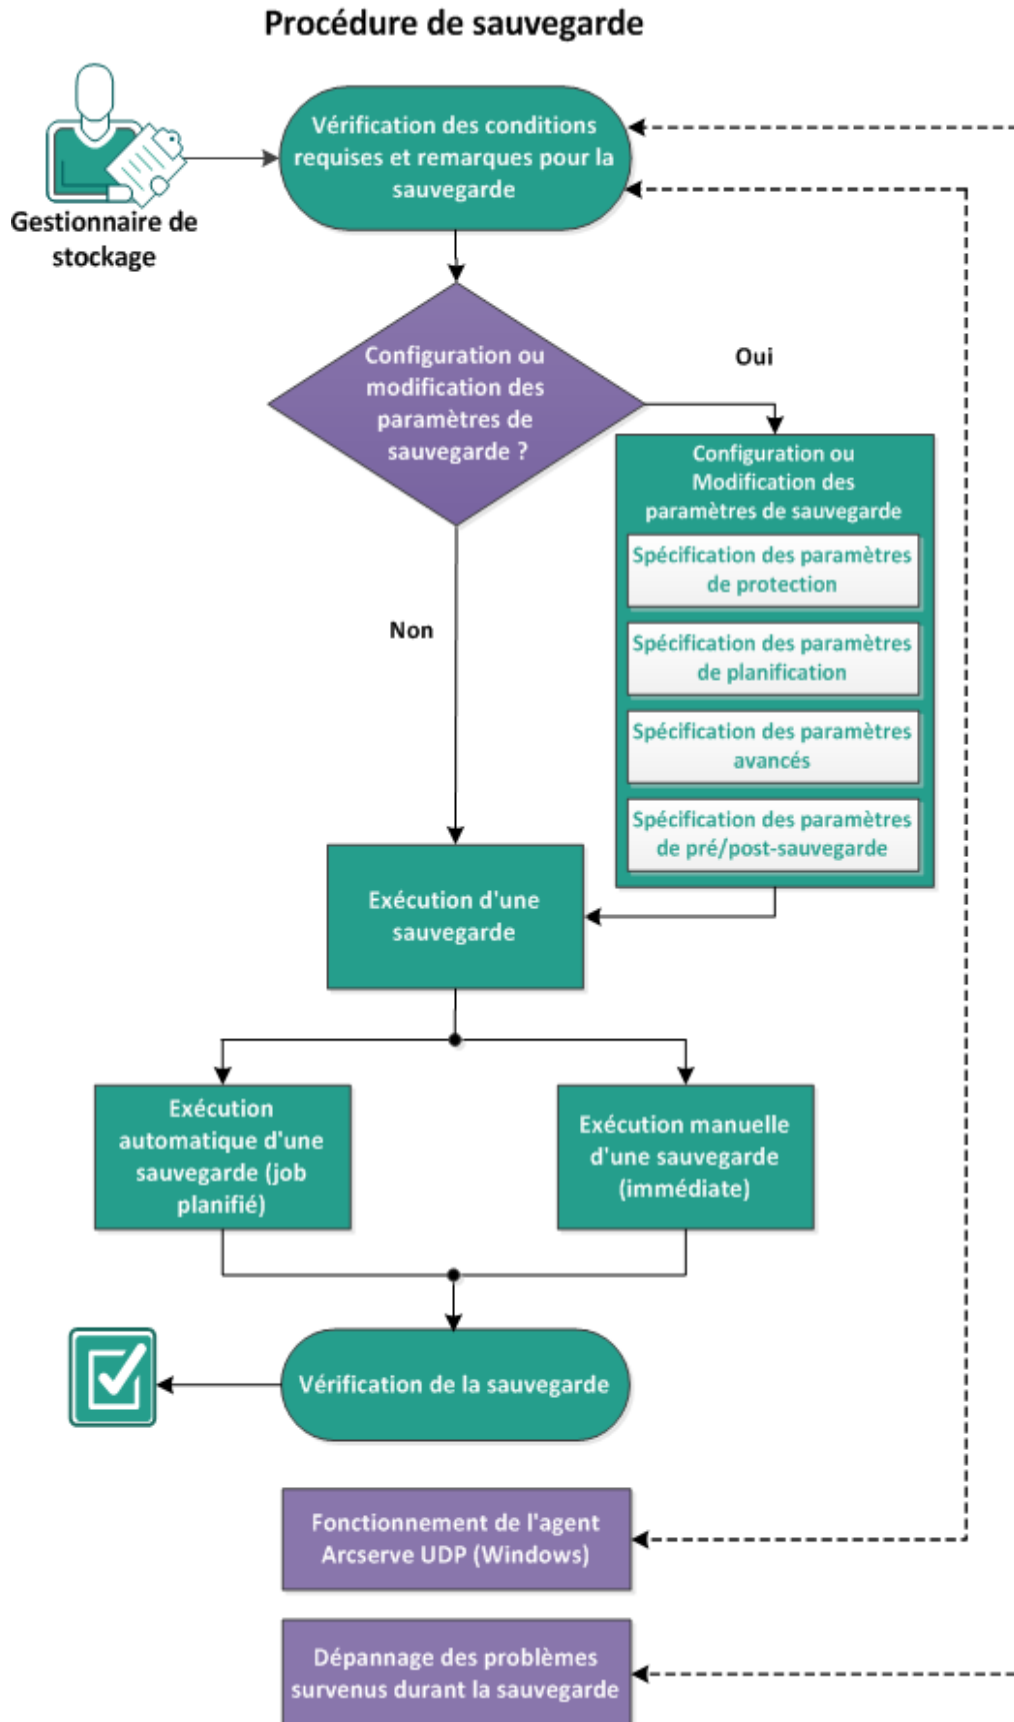 Procédure de sauvegarde
Vérification des conditions
requises et remarques pour la
sauvegarde
Gestionnaire de
stockage
Configuration ou
modification des
paramètres de
sauvegarde ?
Oui
Configuration ou
Modification des
paramètres de sauvegarde
Spécification des paramètres
de protection
Spécification des paramètres
de planification
Spécification des paramètres
avancés
Spécification des paramètres
de pré/post-sauvegarde
Non
Exécution d'une
sauvegarde
Exécution
automatique d'une
sauvegarde (job
planifié)
Exécution manuelle
d'une sauvegarde
(immédiate)
Vérification de la sauvegarde
Fonctionnement de l'agent
Arcserve UDP (Windows)
Dépannage des problèmes
survenus durant la sauvegarde